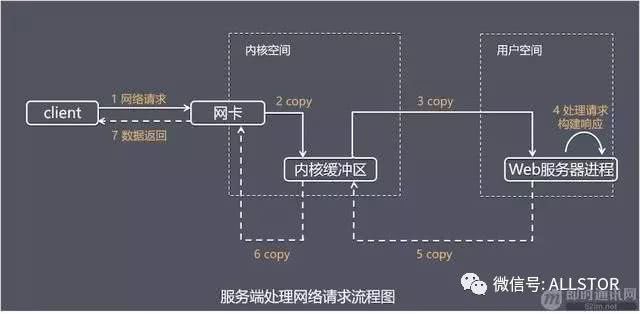 内核空间
用户空间
1 网络请求
2 copy
3 copy
4 处理请求
构建响应
client
网卡
7 数据返回
内核缓冲区
Web服务器进程
6 copy
5 copy
微信号: ALLSTOR
服务端处理网络请求流程图
即时通讯网
52im.net